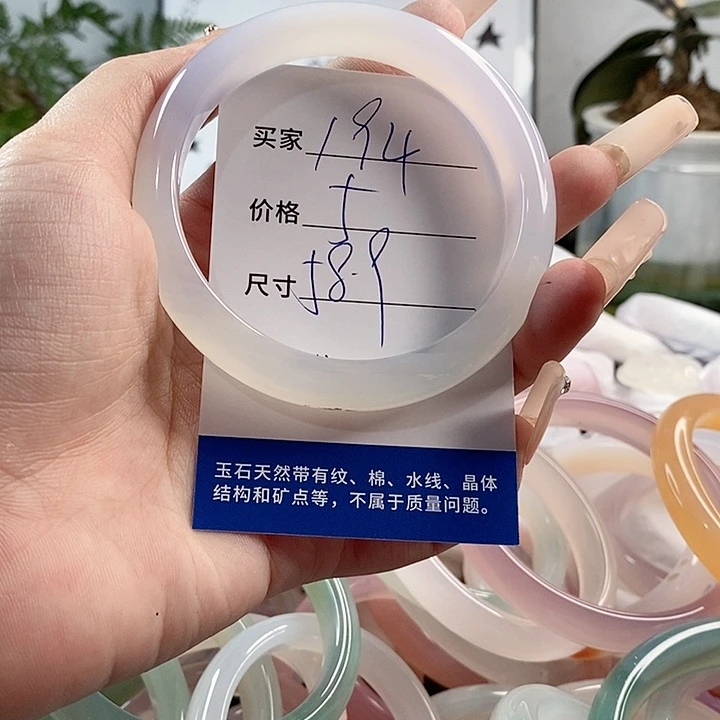 买家 194
价格
尺寸 58.9
玉石天然带有纹、棉、水线、晶体
结构和矿点等，不属于质量问题。